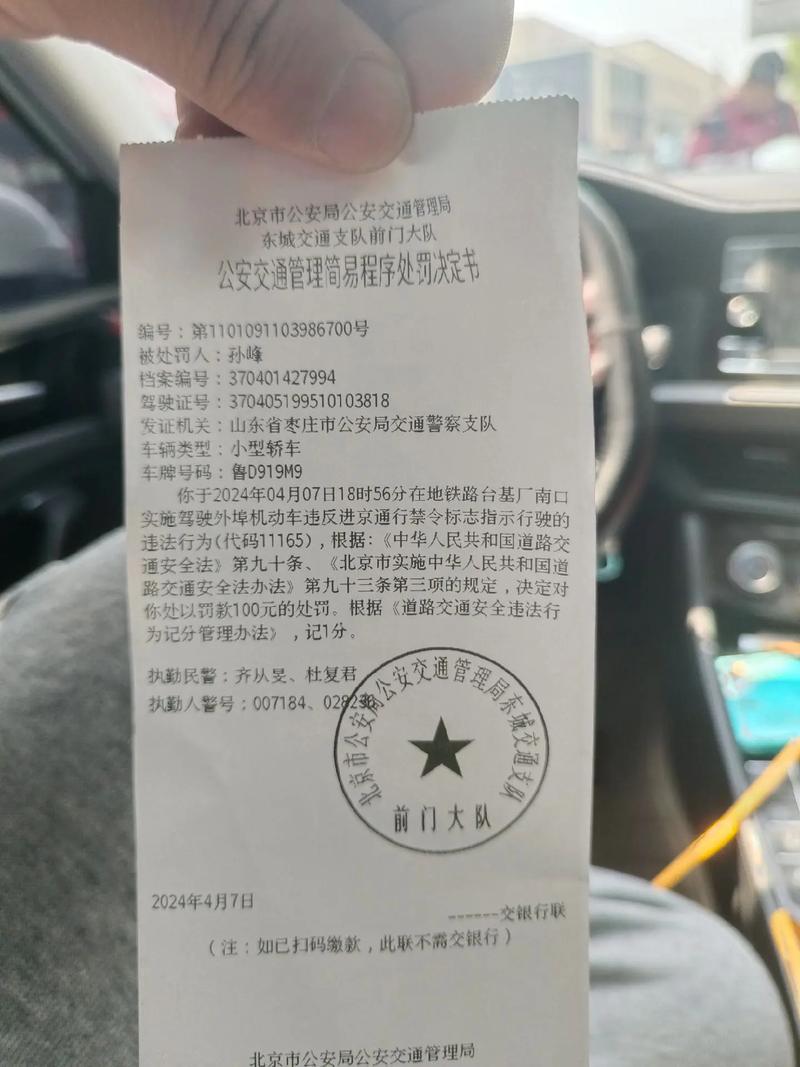 北京市公安局公安交通管理局
东城交通支队前门大队
公安交通管理简易程序处罚决定书
编号：第1101091103986700号
被处罚人：孙峰
档案编号：370401427994
驾驶证号：370405199510103818
发证机关：山东省枣庄市公安局交通警察支队
车辆类型：小型轿车
车牌号码：鲁D919M9
你于2024年04月07日18时56分在地铁路台基厂南口
实施驾驶外埠机动车违反进京通行禁令标志指示行驶的
违法行为(代码11165)，根据：《中华人民共和国道路交
通安全法》第九十条、《北京市实施中华人民共和国道
路交通安全法办法》第九十三条第三项的规定，决定对
你处以罚款100元的处罚。根据《道路交通安全违法行
为记分管理办法》，记1分。
执勤民警：齐从旻、杜复君
执勤人警号：007184、
北京市公安局公安交通管理局东城交通支队
前门大队
2024年4月7日
------交银行联
（注：如已扫码缴款，此联不需交银行）
北京市公安局公安交通管理局